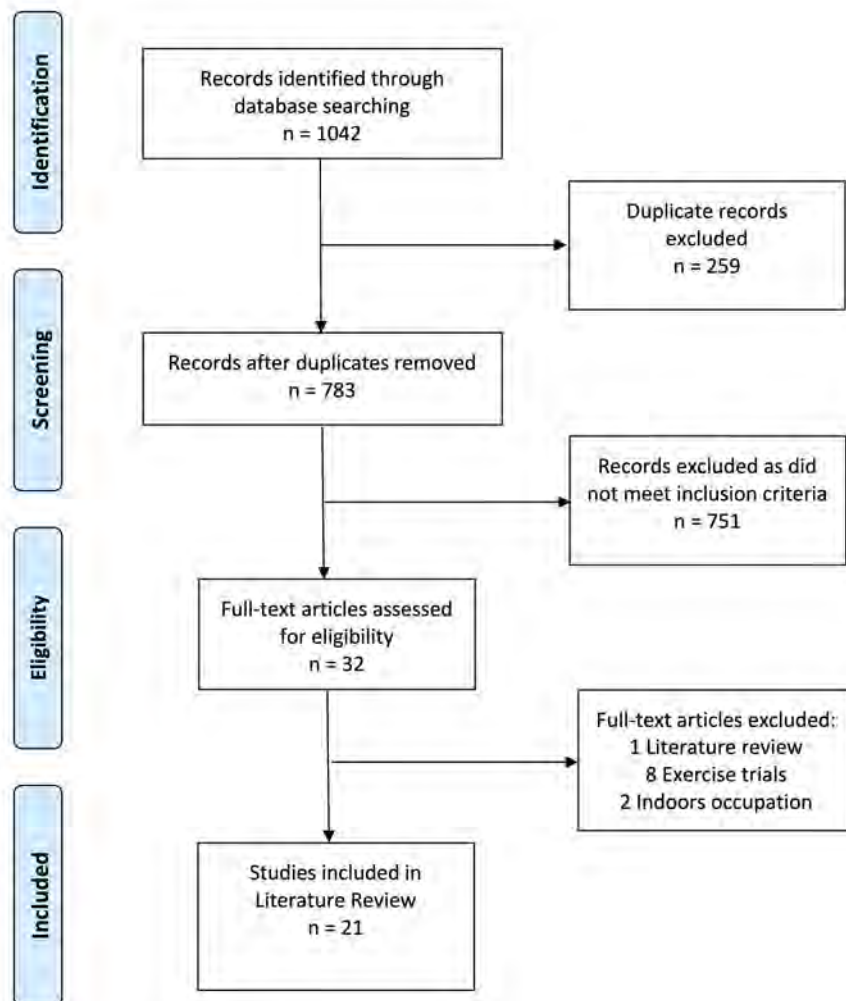 Identification
Records identified through
database searching
n = 1042
Duplicate records
excluded
n = 259
Screening
Records after duplicates removed
n = 783
Records excluded as did
not meet inclusion criteria
n = 751
Eligibility
Full-text articles assessed
for eligibility
n = 32
Full-text articles excluded:
1 Literature review
8 Exercise trials
2 Indoors occupation
Included
Studies included in
Literature Review
n = 21